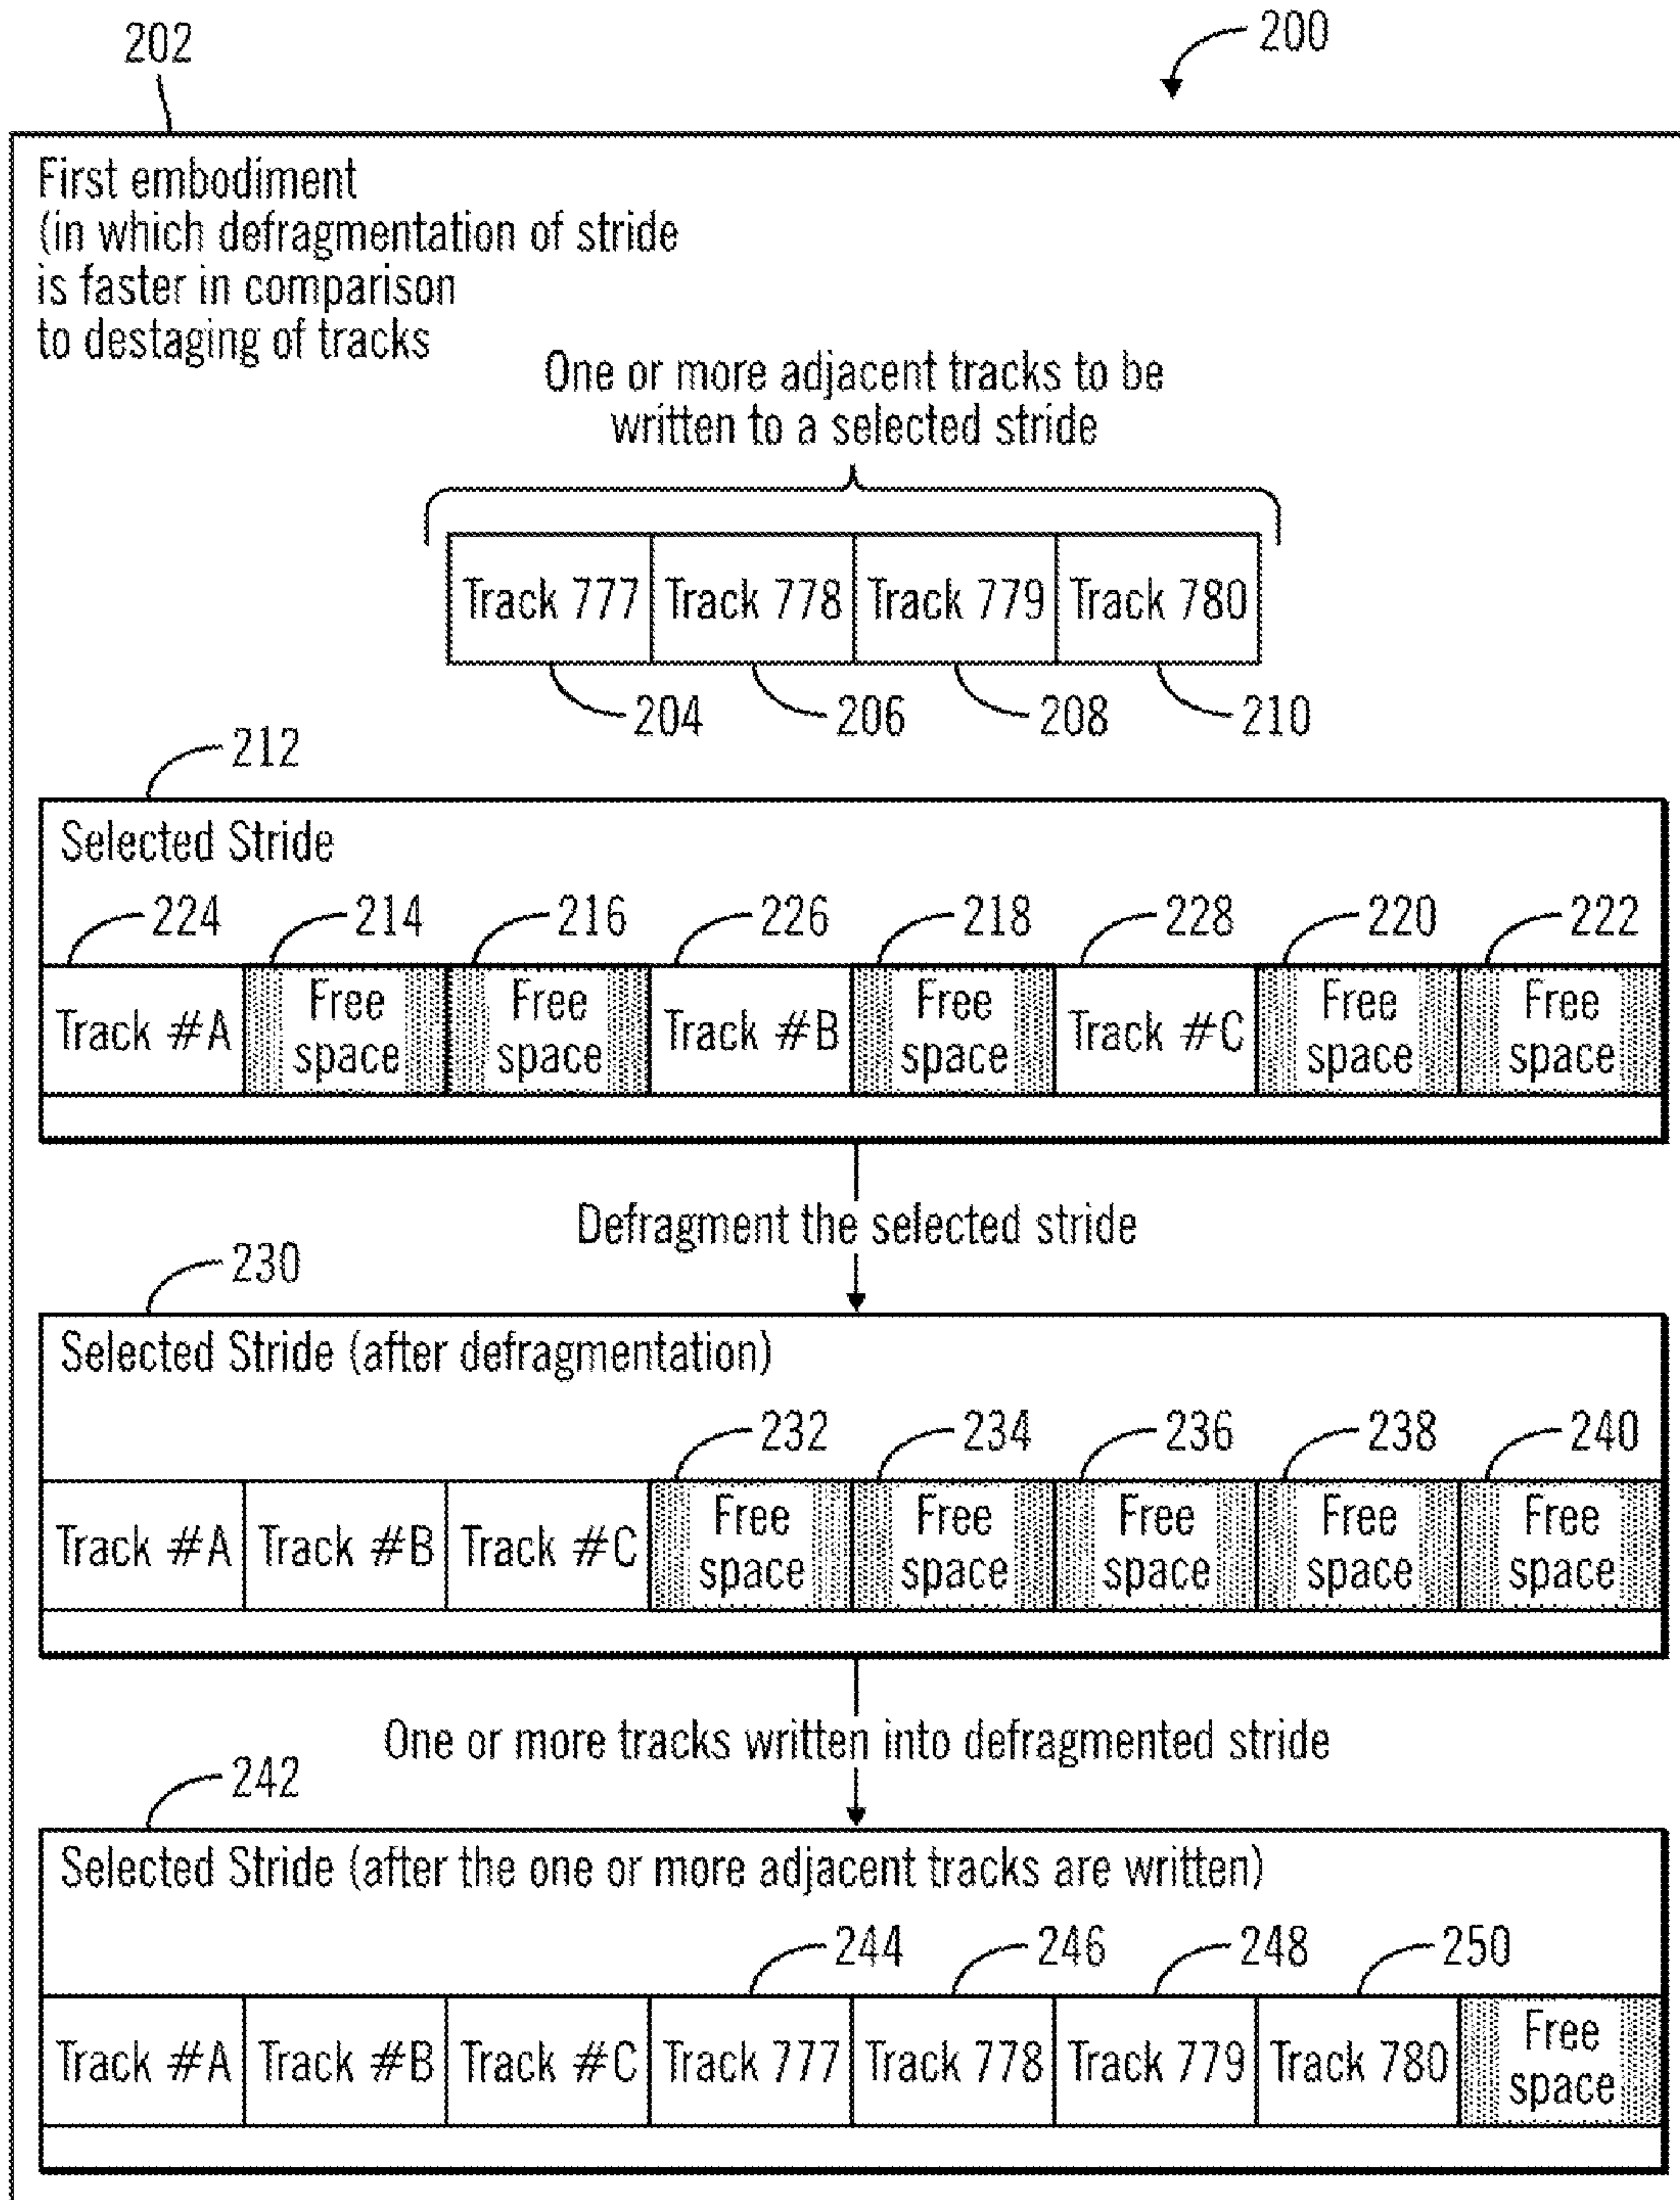 202
200
First embodiment
(in which defragmentation of stride
is faster in comparison
to destaging of tracks
One or more adjacent tracks to be
written to a selected stride
Track 777 Track 778 Track 779 Track 780
204 206 208 210
212
Selected Stride
224 214 216 226 218 228 220 222
Track #A Free space Free space Track #B Free space Track #C Free space Free space
Defragment the selected stride
230
Selected Stride (after defragmentation)
232 234 236 238 240
Track #A Track #B Track #C Free space Free space Free space Free space Free space
One or more tracks written into defragmented stride
242
Selected Stride (after the one or more adjacent tracks are written)
244 246 248 250
Track #A Track #B Track #C Track 777 Track 778 Track 779 Track 780 Free space